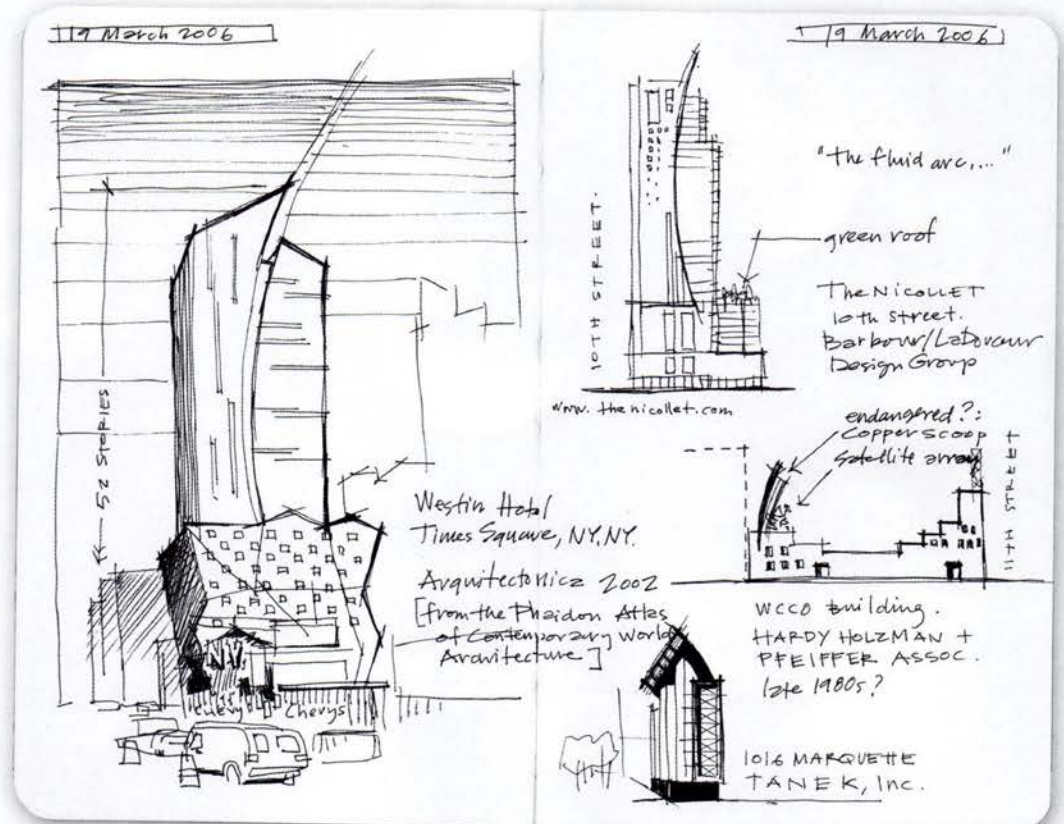 19 March 2006
52 STORIES
Westin Hotel
Times Square, NY, NY.
Arquitectonica 2002
[from the Phaidon Atlas
of Contemporary World
Arcuitecture]
N.Y.
Chevys
19 March 2006
10TH STREET.
"the fluid arc,..."
green roof
The NICOLLET
10th street.
Barbour/LaDouceur
Design Group
www.thenicollet.com
endangered?:
Copper scoop
satellite array
11TH STREET
WCCO Building.
HARDY HOLZMAN +
PFEIFFER ASSOC.
late 1980s?
1016 MARQUETTE
TANEK, Inc.